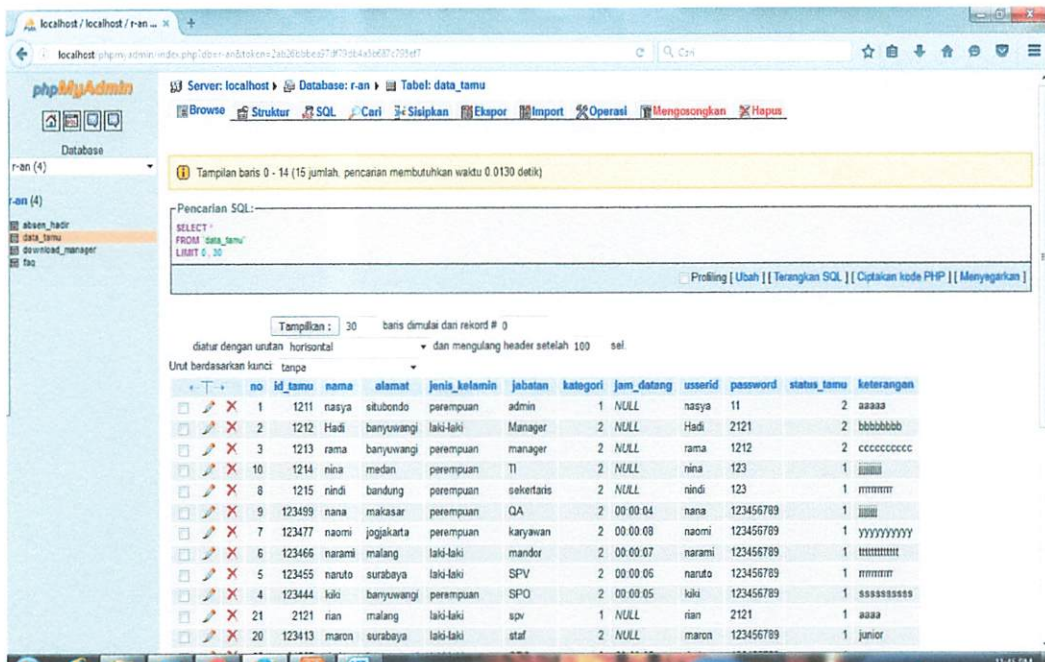 localhost / localhost / r-an ...
Cari
phpMyAdmin
Server: localhost Database: r-an Tabel: data_tamu
Browse Struktur SQL Cari Sisipkan Ekspor Import Operasi Mengosongkan Hapus
Database
r-an (4)
r-an (4)
absen_hadir
data_tamu
download_manager
faq
Tampilan baris 0 - 14 (15 jumlah, pencarian membutuhkan waktu 0.0130 detik)
Pencarian SQL:
SELECT *
FROM `data_tamu`
LIMIT 0 , 30
Profiling [ Ubah ] [ Terangkan SQL ] [ Ciptakan kode PHP ] [ Menyegarkan ]
Tampilkan : 30 baris dimulai dari rekord # 0
diatur dengan urutan horisontal dan mengulang header setelah 100 sel.
Urut berdasarkan kunci: tanpa
no id_tamu nama alamat jenis_kelamin jabatan kategori jam_datang usserid password status_tamu keterangan
1 1211 nasya situbondo perempuan admin 1 NULL nasya 11 2 aaaaa
2 1212 Hadi banyuwangi laki-laki Manager 2 NULL Hadi 2121 2 bbbbbbbb
3 1213 rama banyuwangi perempuan manager 2 NULL rama 1212 2 cccccccccc
10 1214 nina medan perempuan TI 2 NULL nina 123 1
8 1215 nindi bandung perempuan sekertaris 2 NULL nindi 123 1
9 123499 nana makasar perempuan QA 2 00:00:04 nana 123456789 1
7 123477 naomi jogjakarta perempuan karyawan 2 00:00:08 naomi 123456789 1 yyyyyyyyy
6 123466 narami malang laki-laki mandor 2 00:00:07 narami 123456789 1
5 123455 naruto surabaya laki-laki SPV 2 00:00:06 naruto 123456789 1
4 123444 kiki banyuwangi perempuan SPO 2 00:00:05 kiki 123456789 1 ssssssssss
21 2121 rian malang laki-laki spv 1 NULL rian 2121 1 aaaa
20 123413 maron surabaya laki-laki staf 2 NULL maron 123456789 1 junior